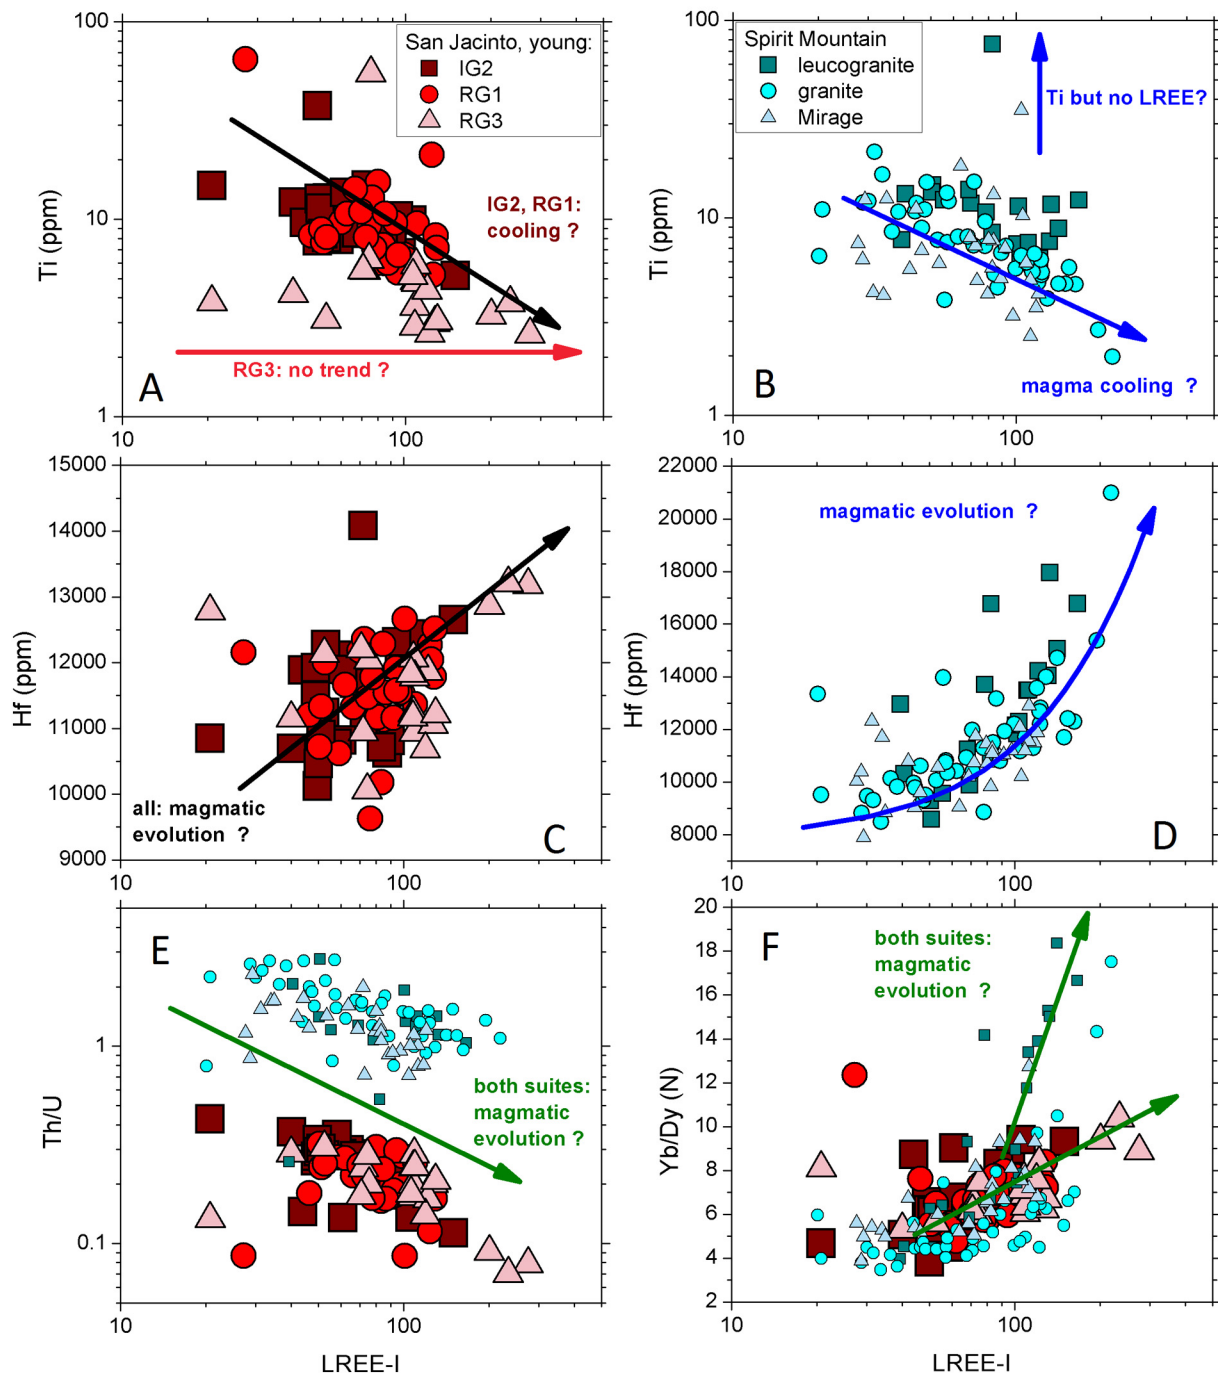 San Jacinto, young:
IG2
RG1
RG3
100
10
1
Ti (ppm)
IG2, RG1:
cooling ?
RG3: no trend ?
A
10
100
Spirit Mountain
leucogranite
granite
Mirage
100
10
1
Ti (ppm)
Ti but no LREE?
magma cooling ?
B
10
100
15000
14000
13000
12000
11000
10000
9000
Hf (ppm)
all: magmatic
evolution ?
C
10
100
22000
20000
18000
16000
14000
12000
10000
8000
Hf (ppm)
magmatic evolution ?
D
10
100
E
1
0.1
Th/U
both suites:
magmatic
evolution ?
10
100
LREE-I
F
20
18
16
14
12
10
8
6
4
2
Yb/Dy (N)
both suites:
magmatic
evolution ?
10
100
LREE-I